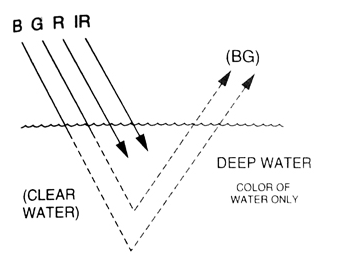 B G R IR
(BG)
DEEP WATER
COLOR OF
WATER ONLY
(CLEAR
WATER)